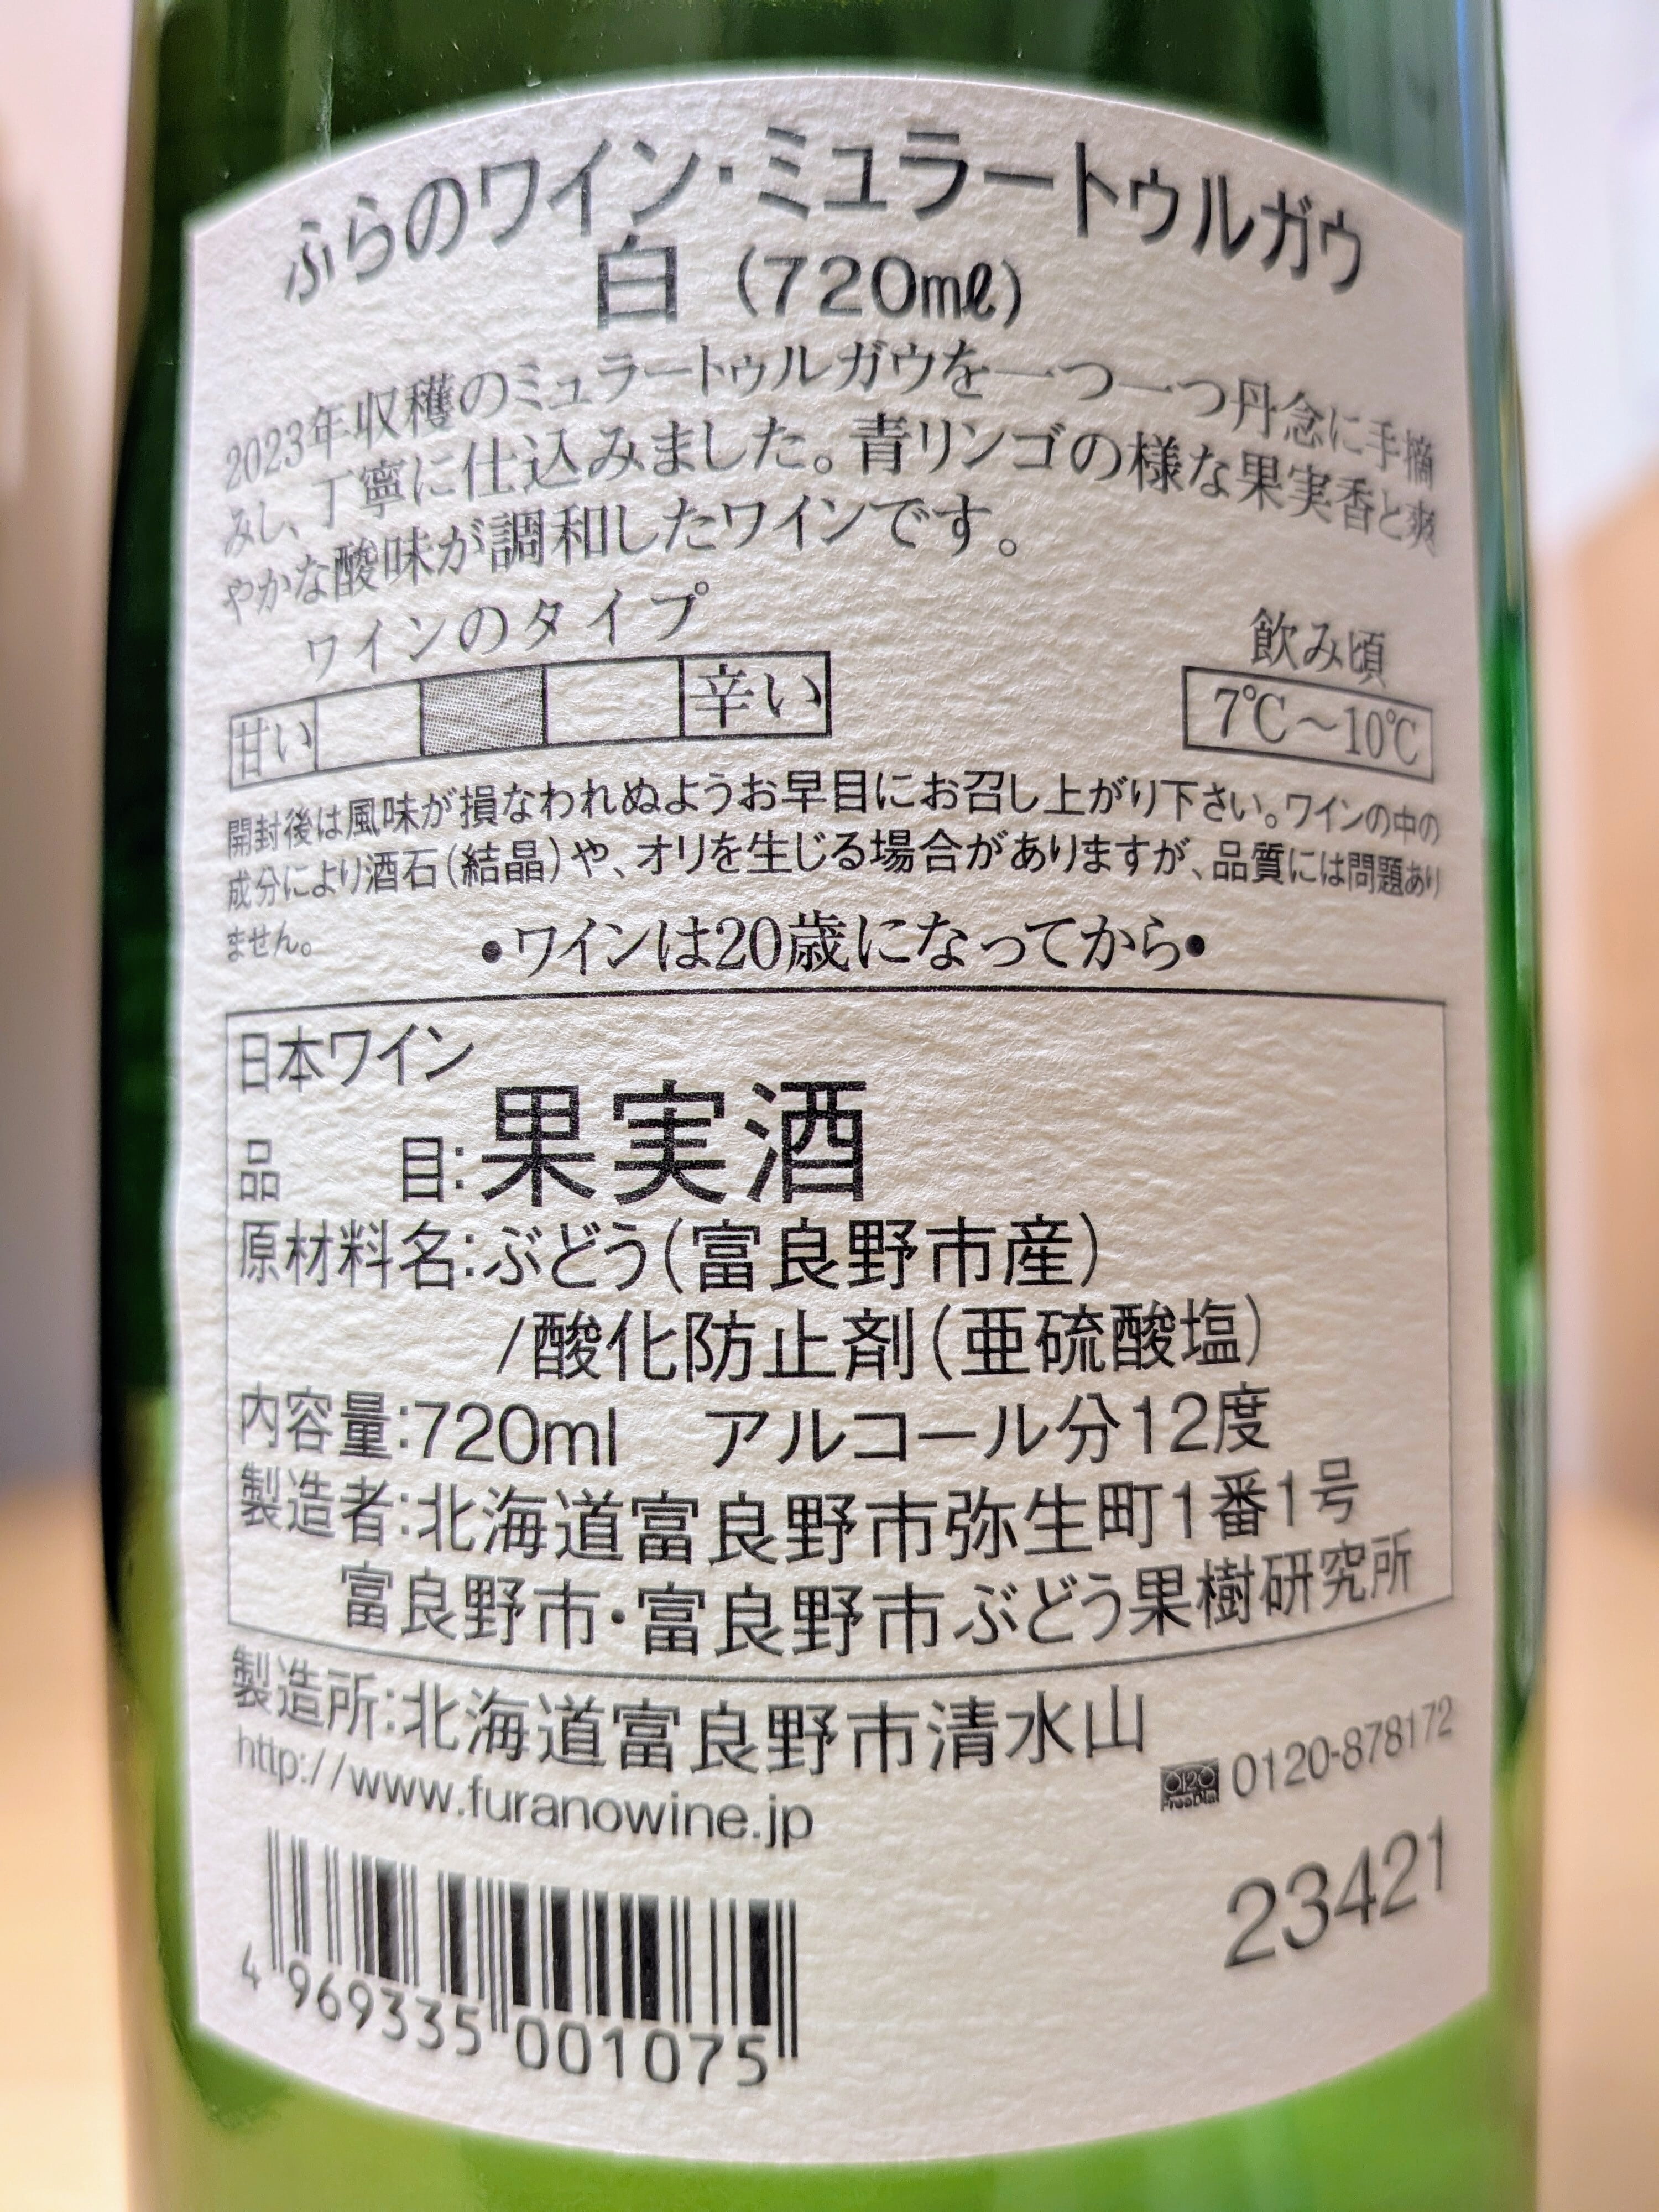 ふらのワイン・ミュラートゥルガウ
白（720mℓ）
2023年収穫のミュラートゥルガウを一つ一つ丹念に手摘
みし、丁寧に仕込みました。青リンゴの様な果実香と爽
やかな酸味が調和したワインです。
ワインのタイプ
甘い 辛い
飲み頃
7℃～10℃
開封後は風味が損なわれぬようお早目にお召し上がり下さい。ワインの中の
成分により酒石（結晶）や、オリを生じる場合がありますが、品質には問題あり
ません。
•ワインは20歳になってから•
日本ワイン
品目:果実酒
原材料名:ぶどう（富良野市産）
/酸化防止剤（亜硫酸塩）
内容量:720ml アルコール分12度
製造者:北海道富良野市弥生町1番1号
富良野市・富良野市ぶどう果樹研究所
製造所:北海道富良野市清水山
http://www.furanowine.jp
0120 FreeDial 0120-878172
23421
4 969335 001075